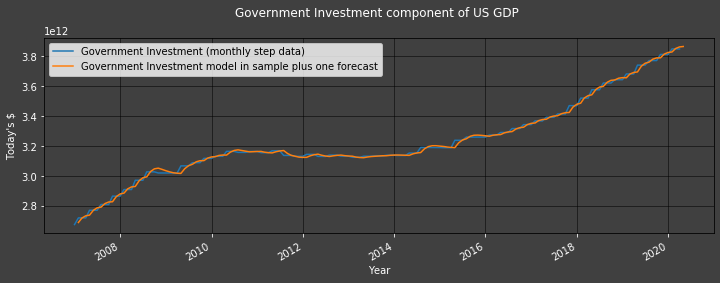 Government Investment component of US GDP
1e12
Government Investment (monthly step data)
Government Investment model in sample plus one forecast
3.8
3.6
3.4
3.2
3.0
2.8
Today's $
2008
2010
2012
2014
2016
2018
2020
Year